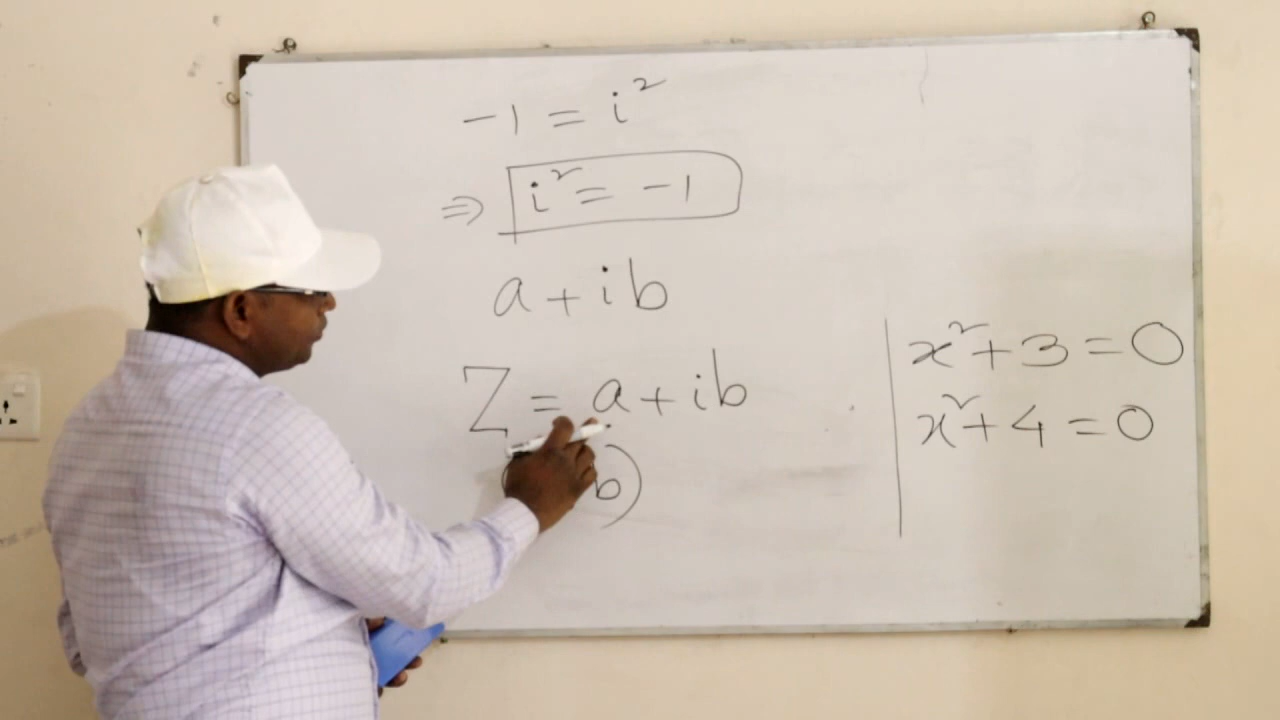 -1 = i²
⇒ i² = -1
a + ib
Z = a + ib
b)
x² + 3 = 0
x² + 4 = 0